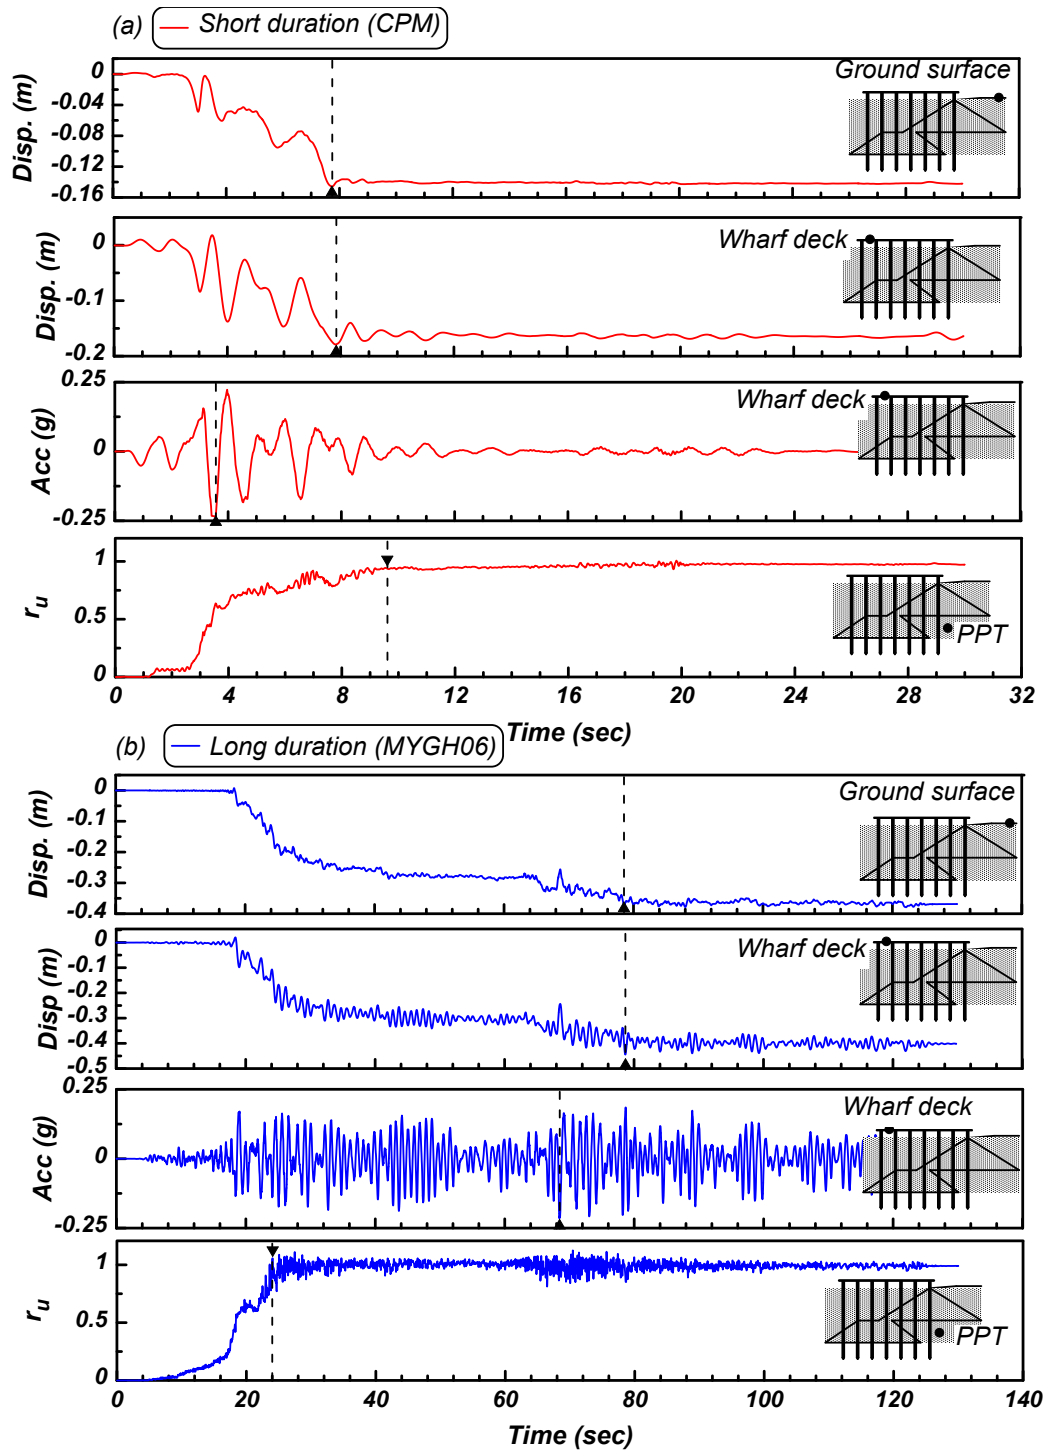 (a) Short duration (CPM)
Disp. (m)
0
-0.04
-0.08
-0.12
-0.16
Ground surface
Disp. (m)
0
-0.1
-0.2
Wharf deck
Acc (g)
0.25
0
-0.25
Wharf deck
r_u
1
0.5
0
PPT
0 4 8 12 16 20 24 28 32
Time (sec)
(b) Long duration (MYGH06)
Disp. (m)
0
-0.1
-0.2
-0.3
-0.4
Ground surface
Disp (m)
0
-0.1
-0.2
-0.3
-0.4
-0.5
Wharf deck
Acc (g)
0.25
0
-0.25
Wharf deck
r_u
1
0.5
0
PPT
0 20 40 60 80 100 120 140
Time (sec)